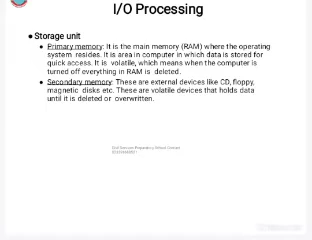 I/O Processing
● Storage unit
● Primary memory: It is the main memory (RAM) where the operating
system resides. It is area in computer in which data is stored for
quick access. It is volatile, which means when the computer is
turned off everything in RAM is deleted.
● Secondary memory: These are external devices like CD, floppy,
magnetic disks etc. These are volatile devices that holds data
until it is deleted or overwritten.